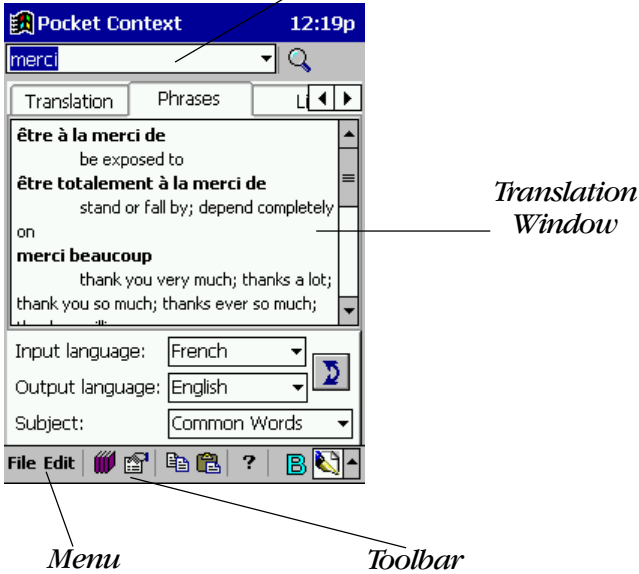 Pocket Context 12:19p
merci
Translation Phrases Li
être à la merci de
be exposed to
être totalement à la merci de
stand or fall by; depend completely
on
merci beaucoup
thank you very much; thanks a lot;
thank you so much; thanks ever so much;
Translation
Window
Input language: French
Output language: English
Subject: Common Words
File Edit ? B
Menu Toolbar